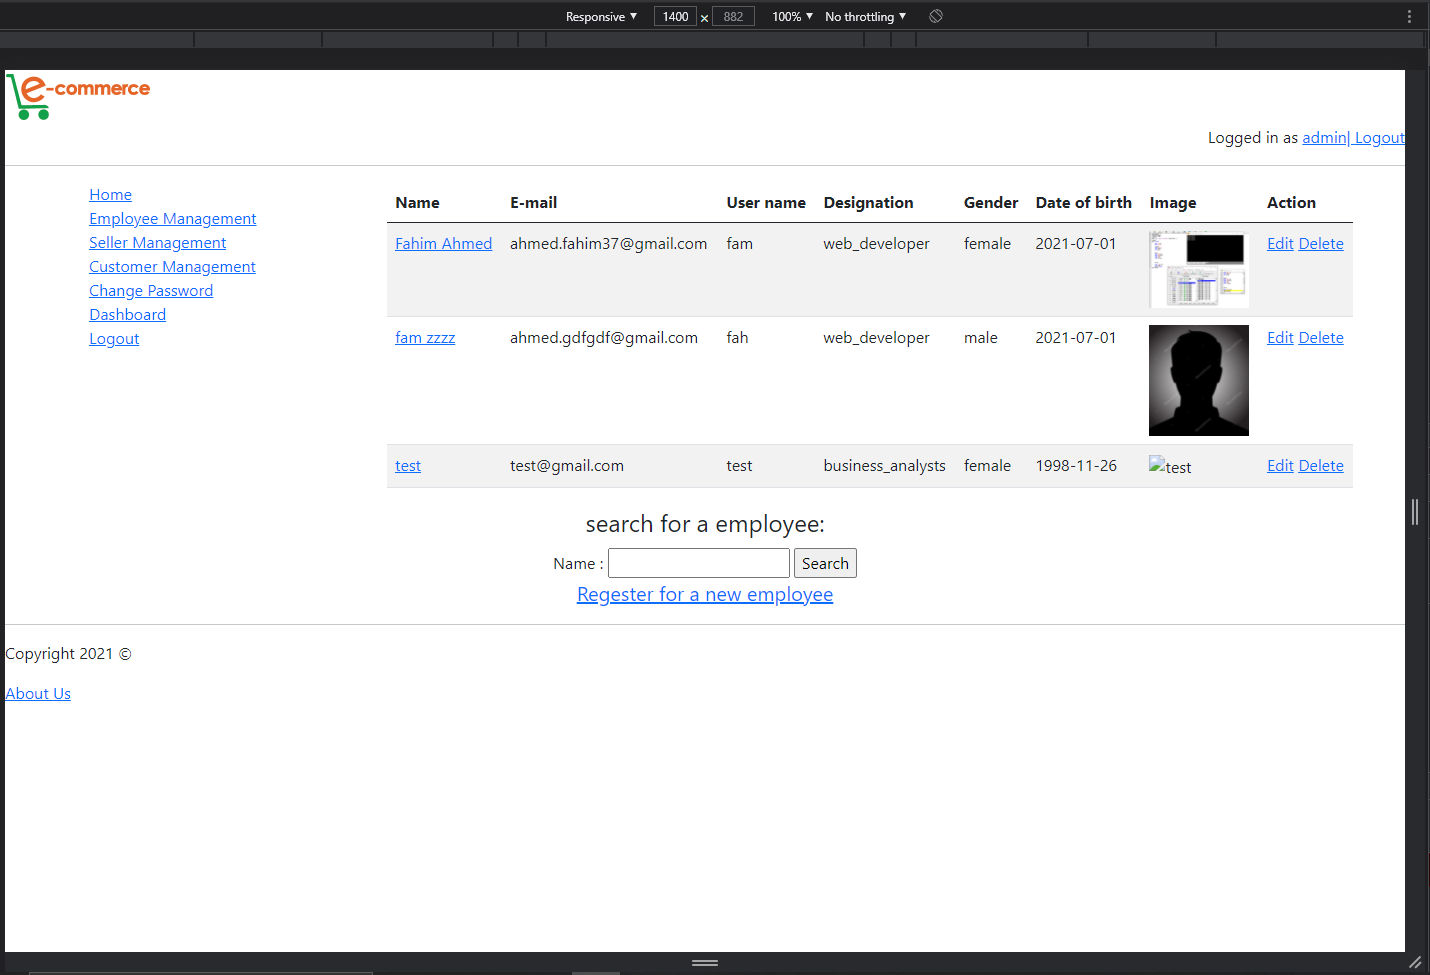 Responsive ▼ 1400 × 882 100% ▼ No throttling ▼
e-commerce
Logged in as admin| Logout
Home
Employee Management
Seller Management
Customer Management
Change Password
Dashboard
Logout
Name E-mail User name Designation Gender Date of birth Image Action
Fahim Ahmed ahmed.fahim37@gmail.com fam web_developer female 2021-07-01 Edit Delete
fam zzzz ahmed.gdfgdf@gmail.com fah web_developer male 2021-07-01 Edit Delete
test test@gmail.com test business_analysts female 1998-11-26 test Edit Delete
search for a employee:
Name : Search
Regester for a new employee
Copyright 2021 ©
About Us